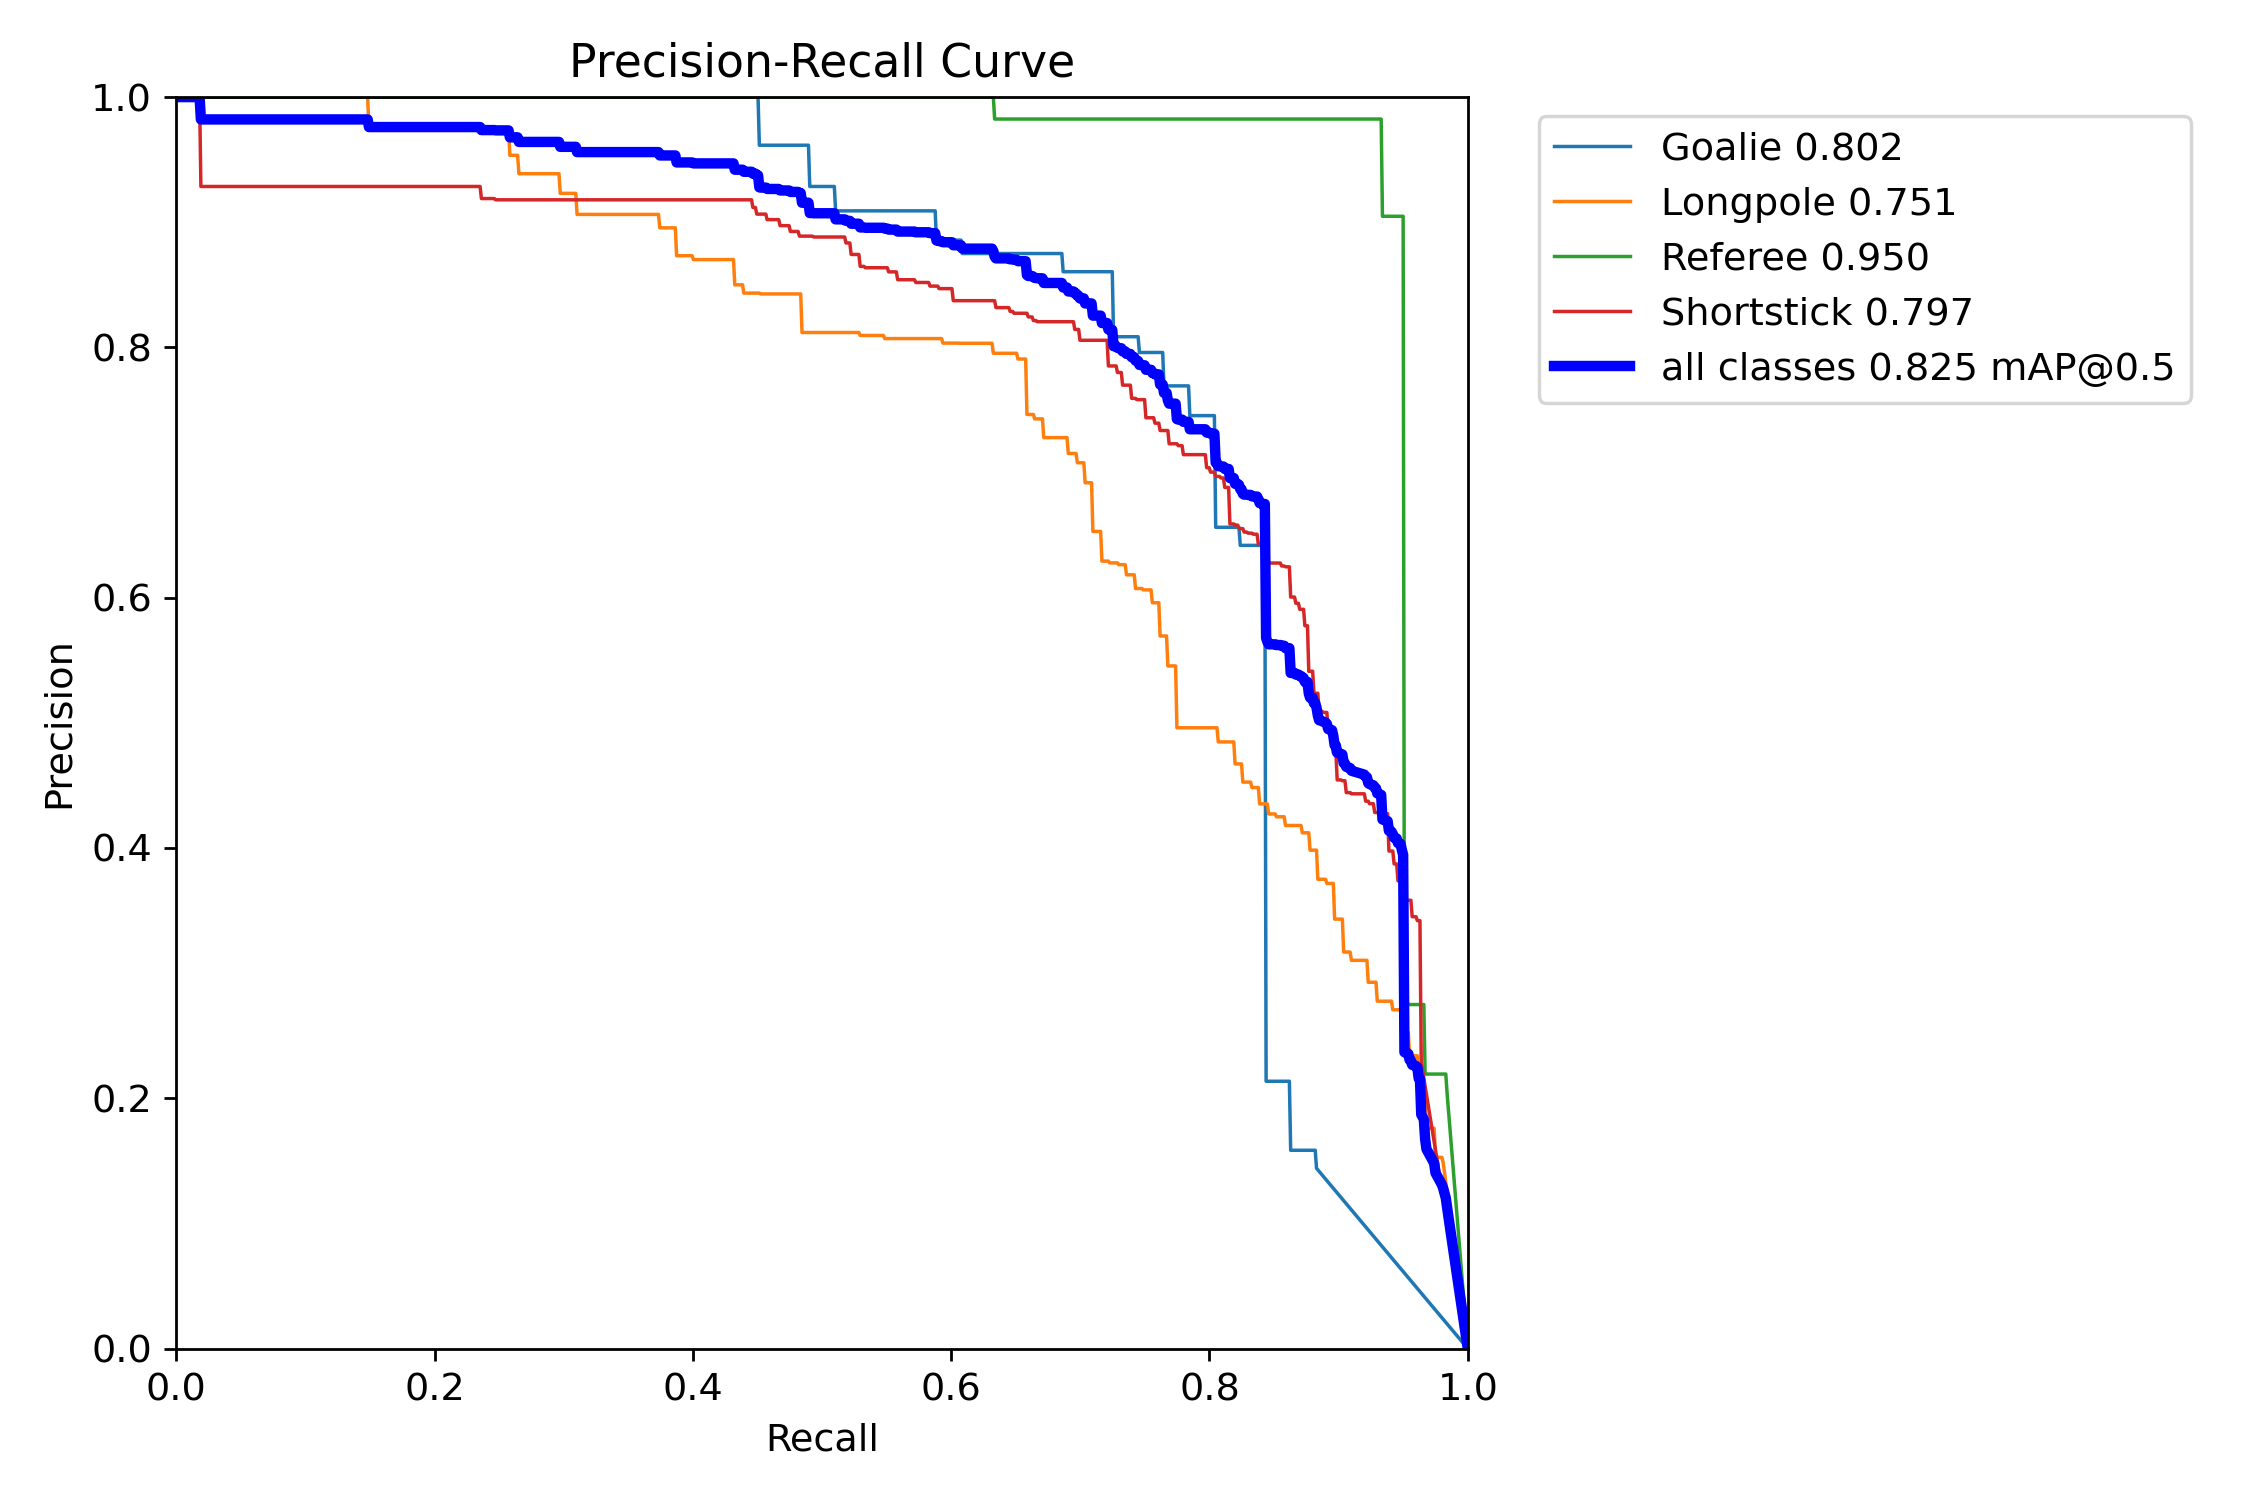 Precision-Recall Curve
1.0
0.8
0.6
0.4
0.2
0.0
Precision
0.0 0.2 0.4 0.6 0.8 1.0
Recall
Goalie 0.802
Longpole 0.751
Referee 0.950
Shortstick 0.797
all classes 0.825 mAP@0.5